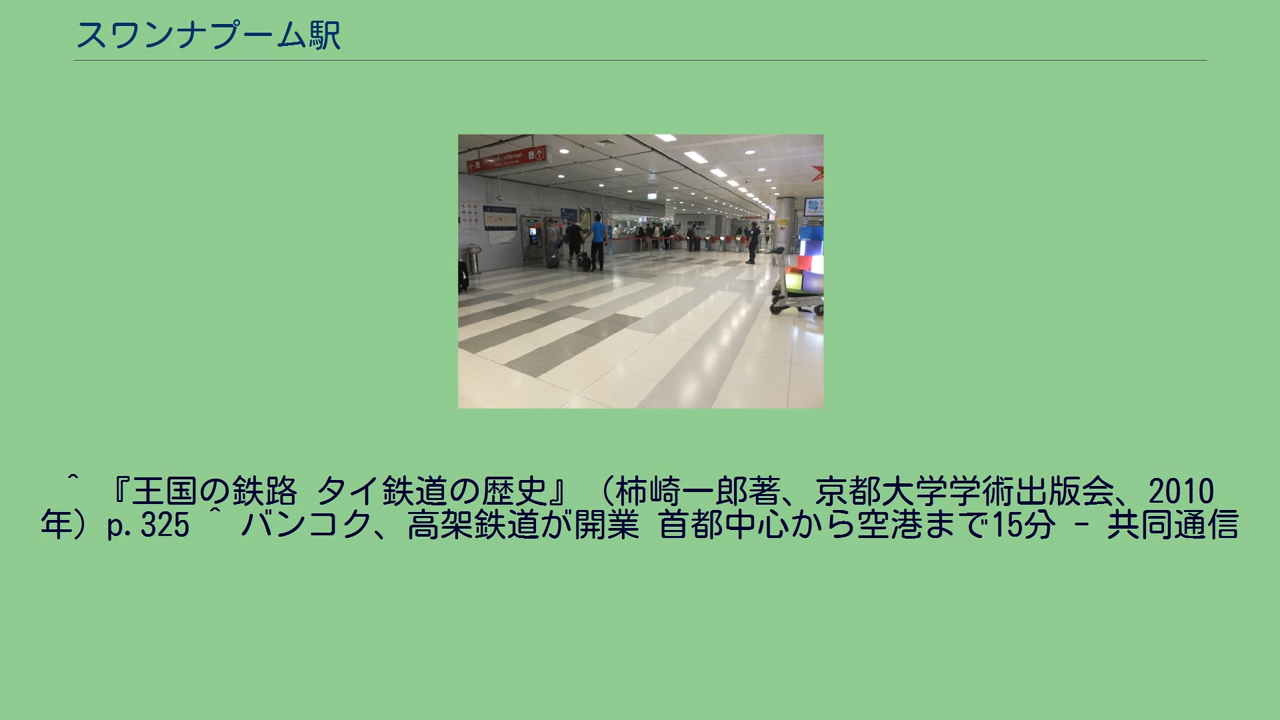 スワンナプーム駅
^ 『王国の鉄路 タイ鉄道の歴史』（柿崎一郎著、京都大学学術出版会、2010
年）p.325 ^ バンコク、高架鉄道が開業 首都中心から空港まで15分 - 共同通信